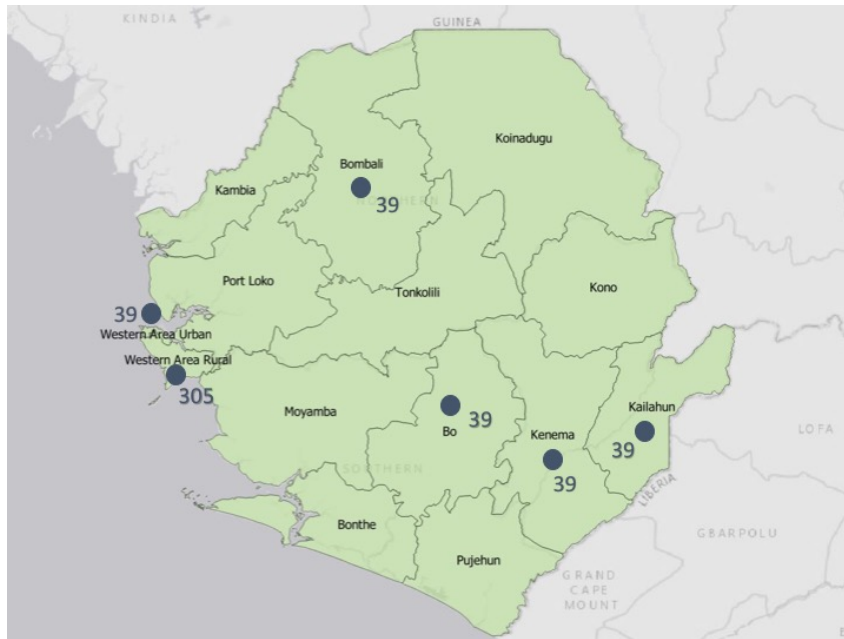 KINDIA
GUINEA
Koinadugu
Bombali
NORTHERN
39
Kambia
Port Loko
Tonkolili
Kono
39
Western Area Urban
Western Area Rural
305
Moyamba
39
Bo
Kenema
Kailahun
39
39
LOFA
SOUTHERN
LIBERIA
Bonthe
Pujehun
GBARPOLU
GRAND
CAPE
MOUNT